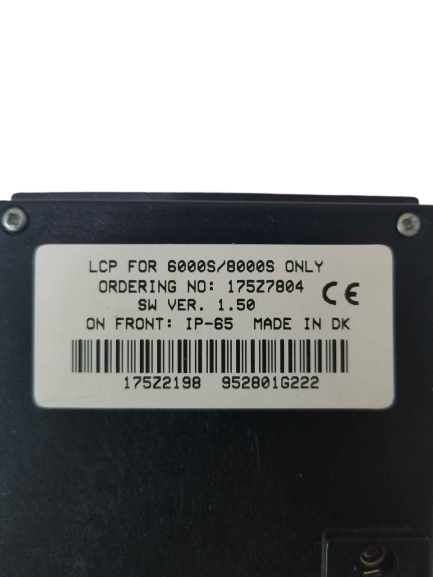 LCP FOR 6000S/8000S ONLY
ORDERING NO: 175Z7804
CE
SW VER. 1.50
ON FRONT: IP-65 MADE IN DK
175Z2198 952801G222